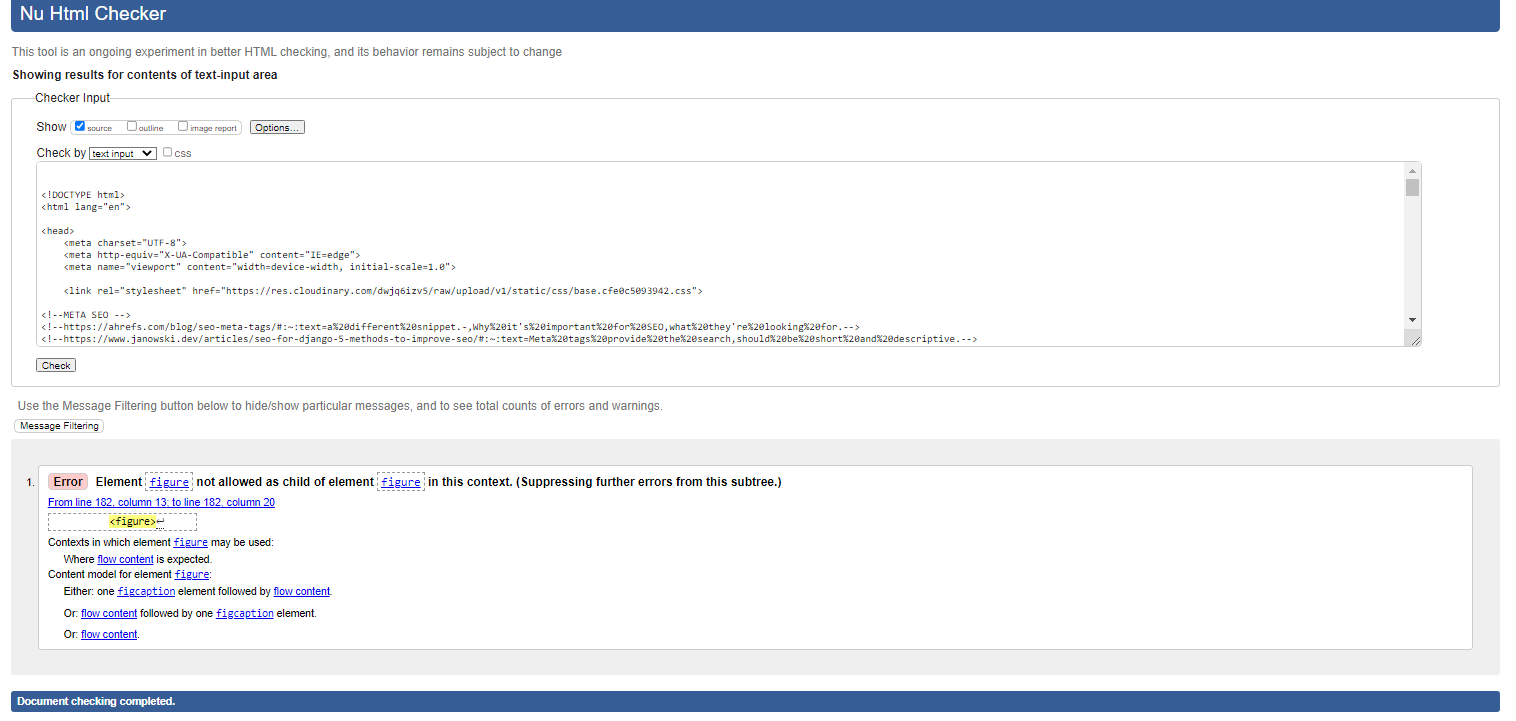 Nu Html Checker
This tool is an ongoing experiment in better HTML checking, and its behavior remains subject to change
Showing results for contents of text-input area
Checker Input
Show source outline image report Options...
Check by text input css
<!DOCTYPE html>
<html lang="en">
<head>
<meta charset="UTF-8">
<meta http-equiv="X-UA-Compatible" content="IE=edge">
<meta name="viewport" content="width=device-width, initial-scale=1.0">
<link rel="stylesheet" href="https://res.cloudinary.com/dwjq6izv5/raw/upload/v1/static/css/base.cfe0c5093942.css">
<!--META SEO -->
<!--https://ahrefs.com/blog/seo-meta-tags/#:~:text=a%20different%20snippet.-,Why%20it's%20important%20for%20SEO,what%20they're%20looking%20for.-->
<!--https://www.janowski.dev/articles/seo-for-django-5-methods-to-improve-seo/#:~:text=Meta%20tags%20provide%20the%20search,should%20be%20short%20and%20descriptive.-->
Check
Use the Message Filtering button below to hide/show particular messages, and to see total counts of errors and warnings.
Message Filtering
1. Error Element figure not allowed as child of element figure in this context. (Suppressing further errors from this subtree.)
From line 182, column 13; to line 182, column 20
<figure>↩
Contexts in which element figure may be used:
Where flow content is expected.
Content model for element figure:
Either: one figcaption element followed by flow content.
Or: flow content followed by one figcaption element.
Or: flow content.
Document checking completed.